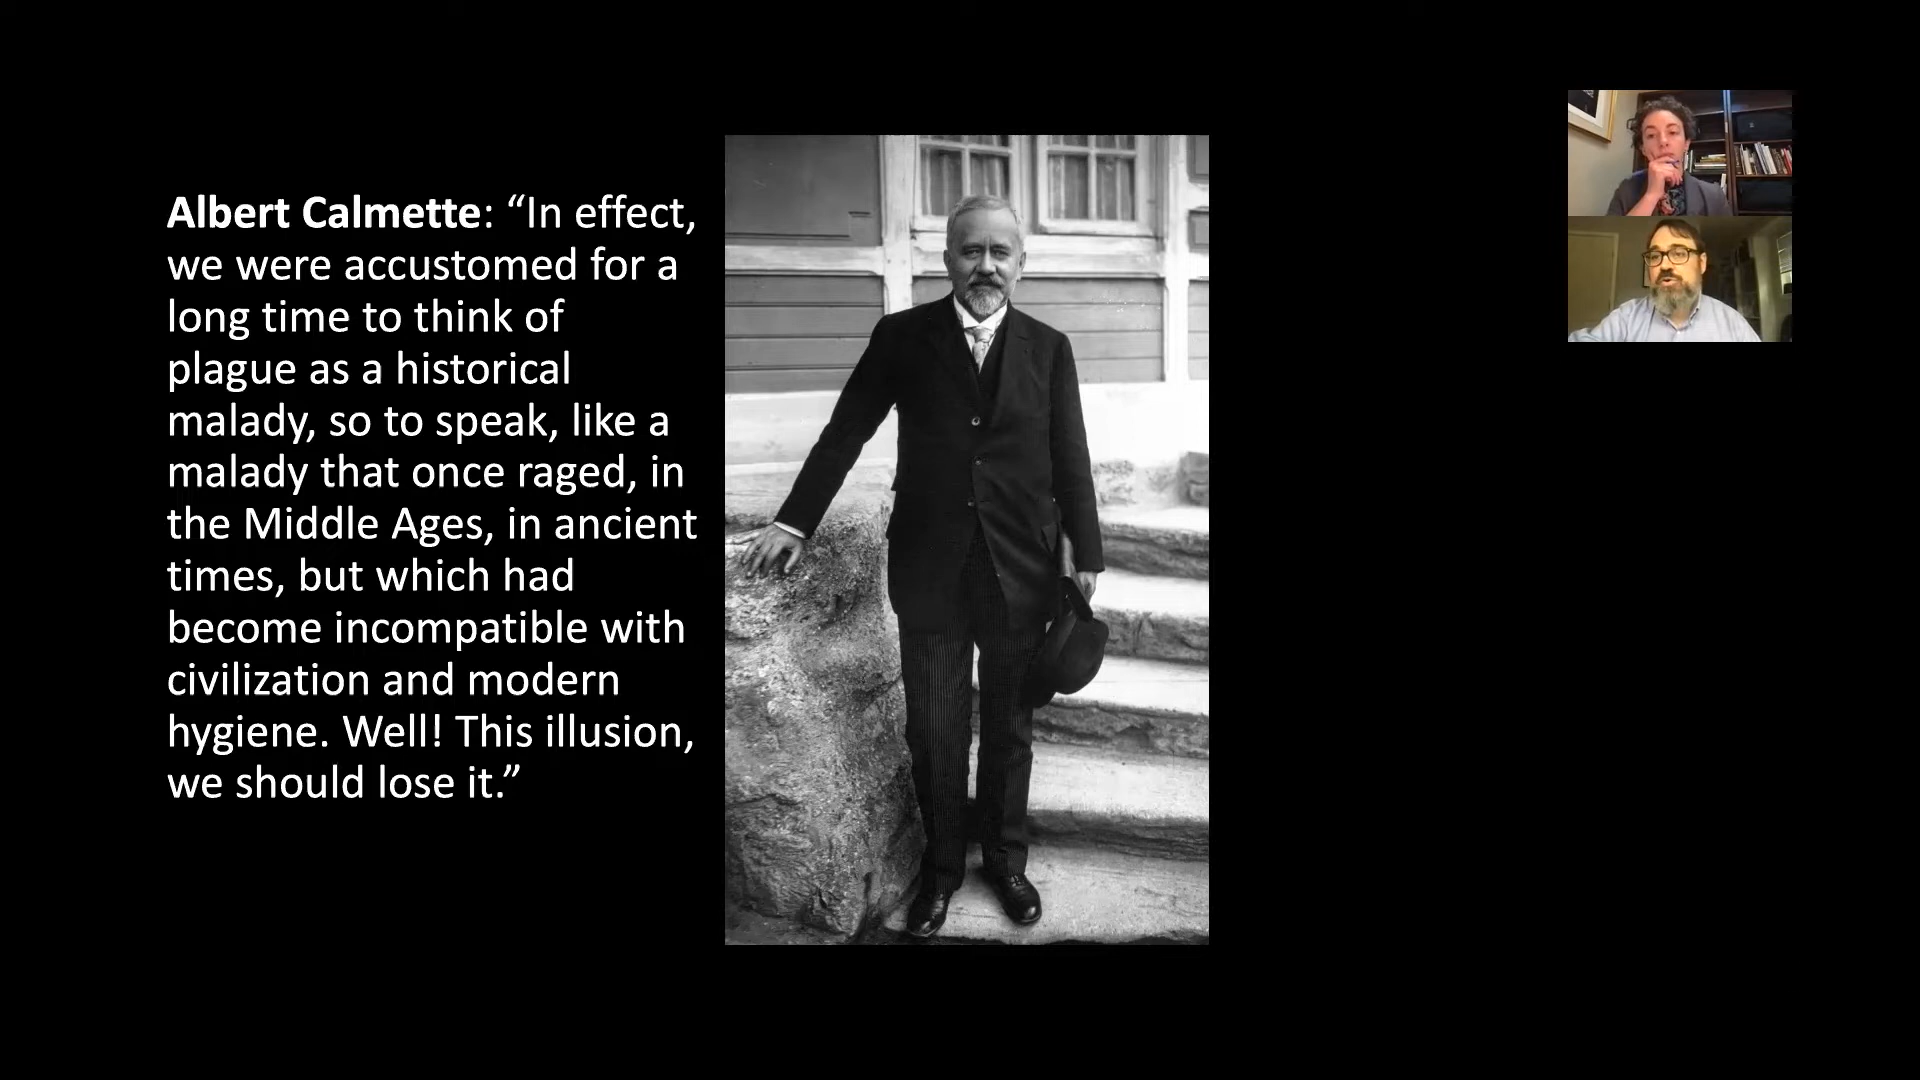 Albert Calmette: “In effect,
we were accustomed for a
long time to think of
plague as a historical
malady, so to speak, like a
malady that once raged, in
the Middle Ages, in ancient
times, but which had
become incompatible with
civilization and modern
hygiene. Well! This illusion,
we should lose it.”